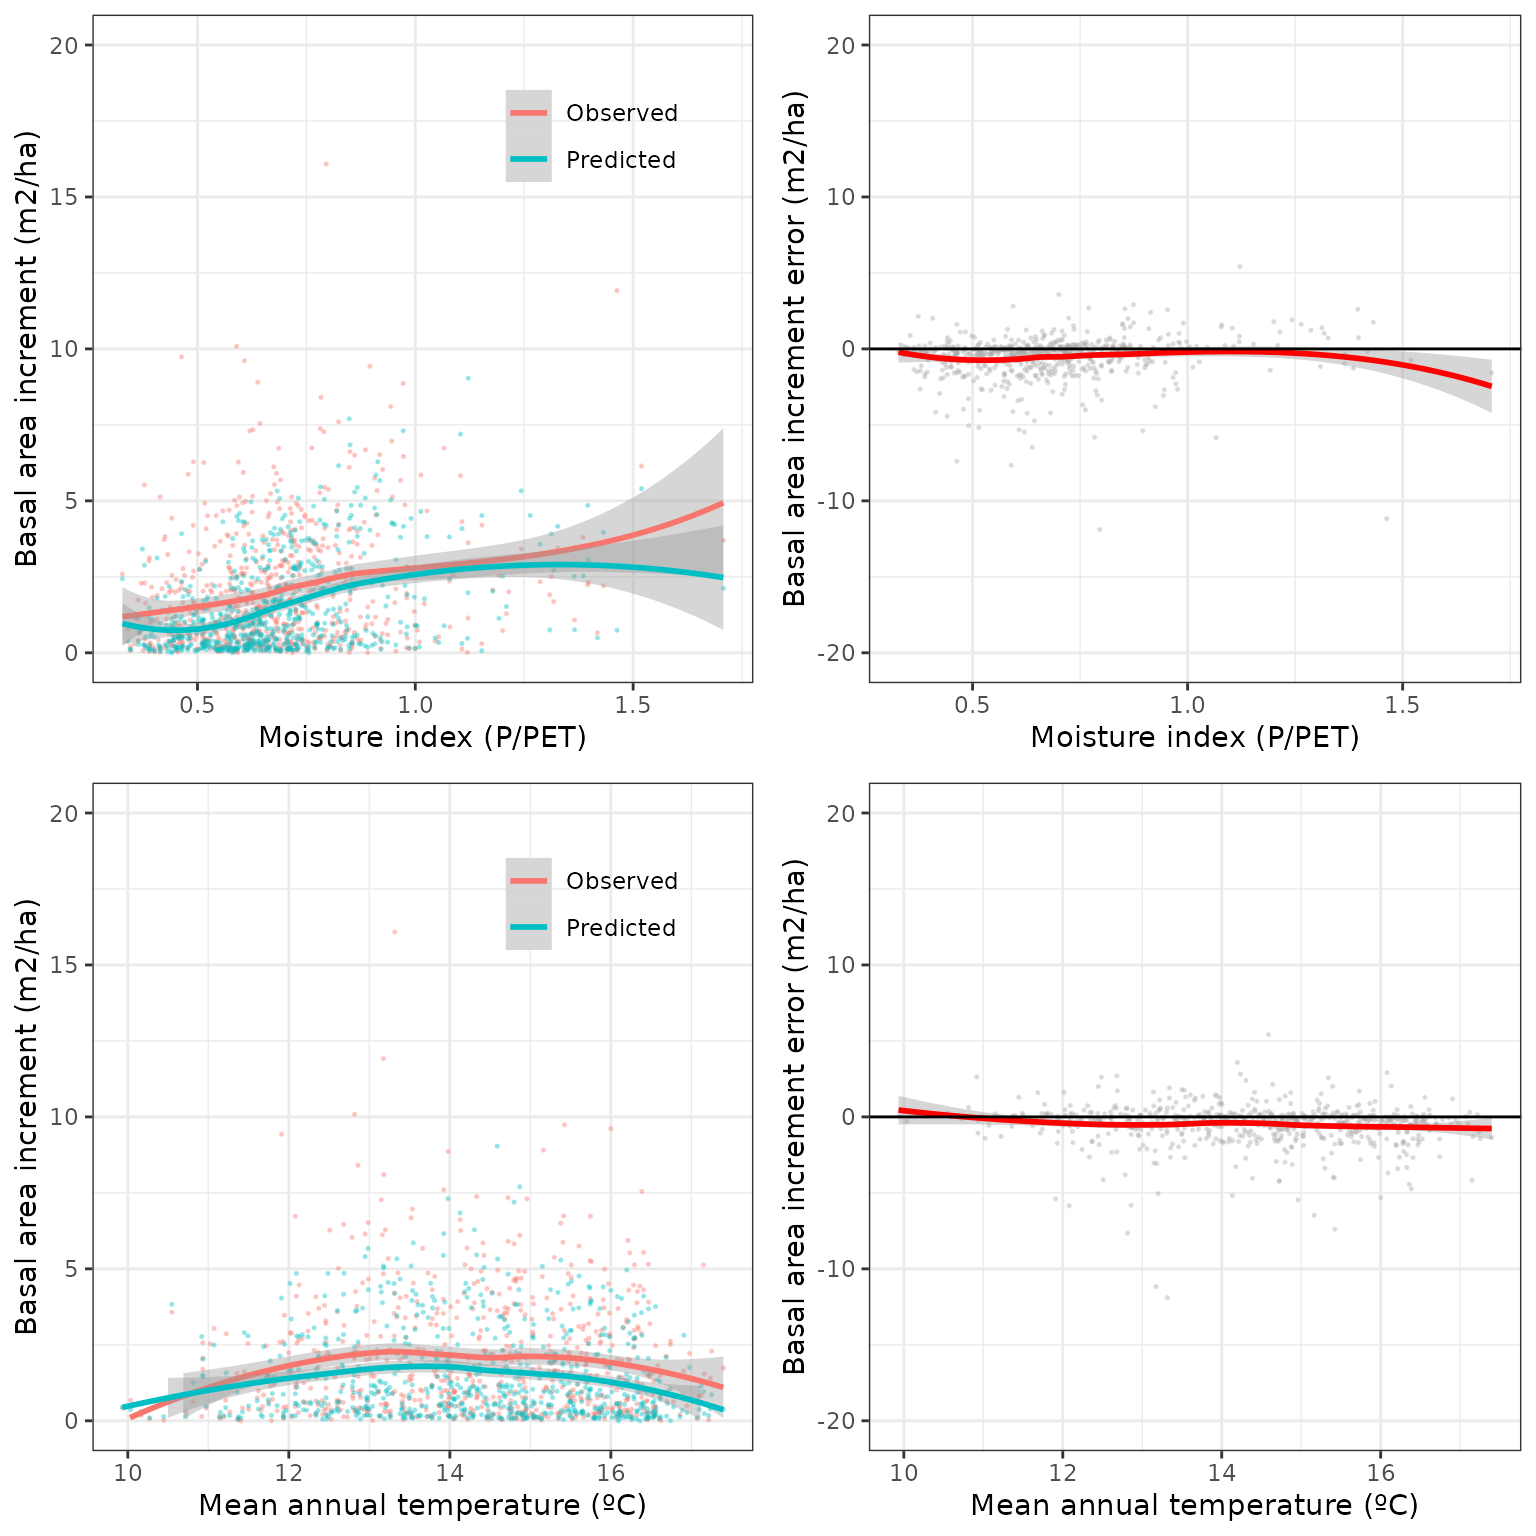 20
15
10
5
0
Basal area increment (m2/ha)
Observed
Predicted
0.5
1.0
1.5
Moisture index (P/PET)
20
10
0
-10
-20
Basal area increment error (m2/ha)
0.5
1.0
1.5
Moisture index (P/PET)
20
15
10
5
0
Basal area increment (m2/ha)
Observed
Predicted
10
12
14
16
Mean annual temperature (ºC)
20
10
0
-10
-20
Basal area increment error (m2/ha)
10
12
14
16
Mean annual temperature (ºC)